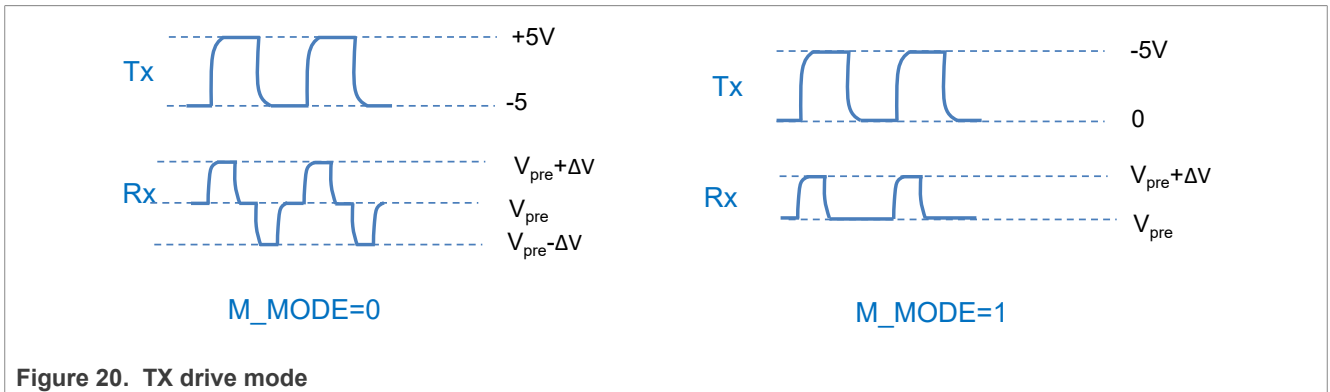 Tx
+5V
-5
Rx
Vpre+ΔV
Vpre
Vpre-ΔV
M_MODE=0
Tx
-5V
0
Rx
Vpre+ΔV
Vpre
M_MODE=1
Figure 20. TX drive mode